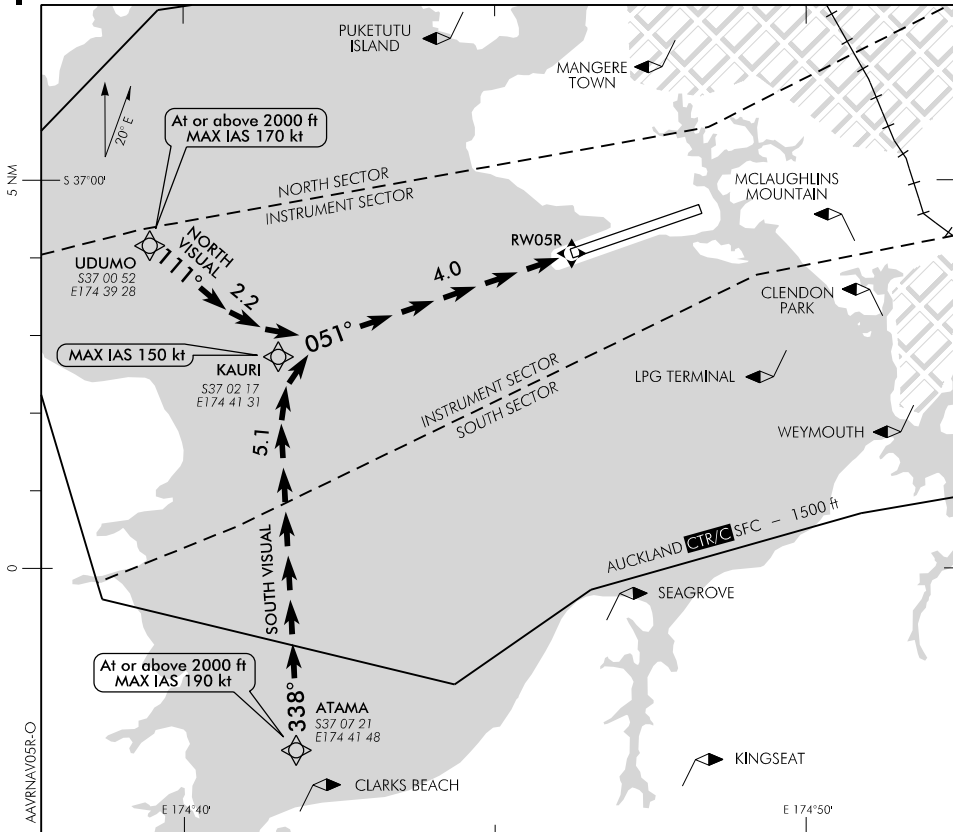 PUKETUTU
ISLAND
MANGERE
TOWN
20° E
At or above 2000 ft
MAX IAS 170 kt
5 NM
S 37°00'
NORTH SECTOR
INSTRUMENT SECTOR
MCLAUGHLINS
MOUNTAIN
RW05R
UDUMO
S37 00 52
E174 39 28
NORTH
VISUAL
111°
2.2
4.0
051°
CLENDON
PARK
MAX IAS 150 kt
KAURI
S37 02 17
E174 41 31
INSTRUMENT SECTOR
SOUTH SECTOR
LPG TERMINAL
WEYMOUTH
5.1
SOUTH VISUAL
0
AUCKLAND CTR/C SFC – 1500 ft
SEAGROVE
At or above 2000 ft
MAX IAS 190 kt
338°
ATAMA
S37 07 21
E174 41 48
KINGSEAT
CLARKS BEACH
AAVRNAV05R-O
E 174°40'
E 174°50'